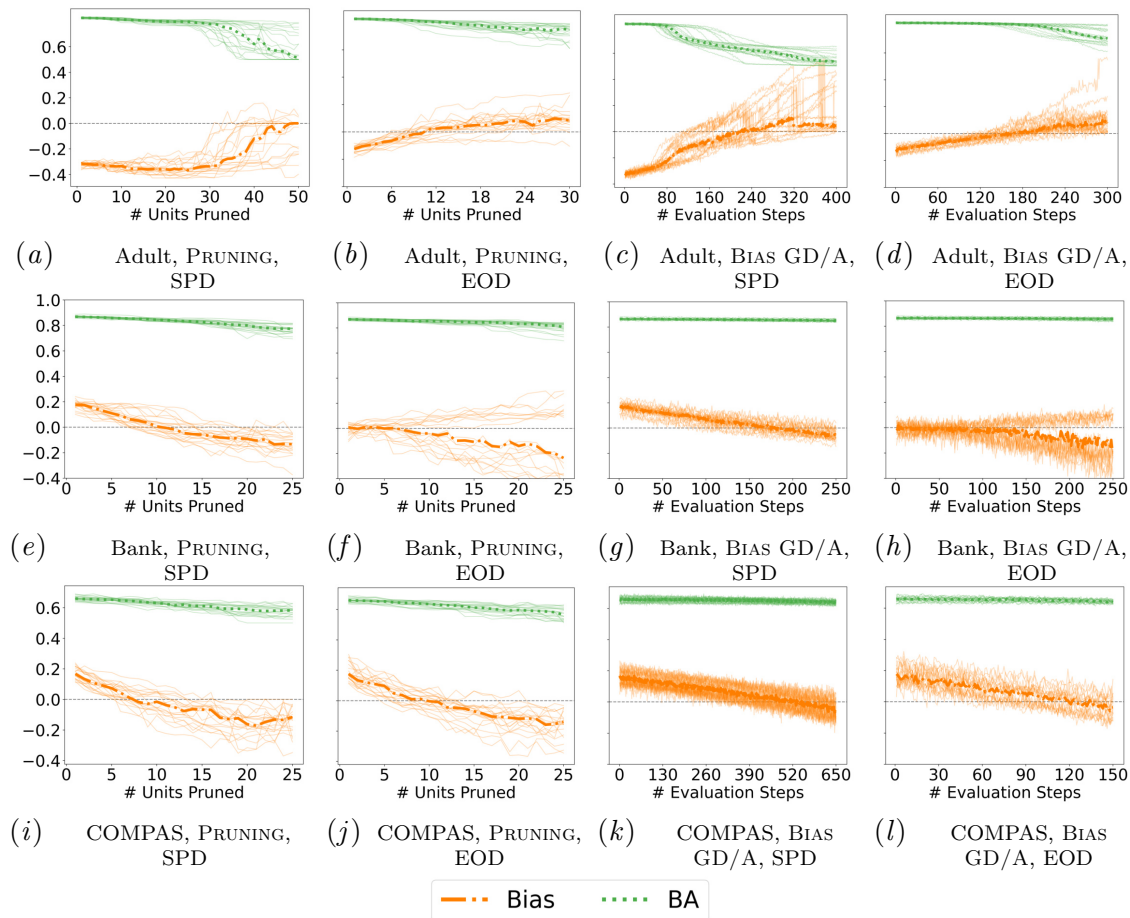 0.6
0.4
0.2
0.0
−0.2
−0.4
0 10 20 30 40 50
# Units Pruned
0 6 12 18 24 30
# Units Pruned
0 80 160 240 320 400
# Evaluation Steps
0 60 120 180 240 300
# Evaluation Steps
(a) Adult, PRUNING,
SPD
(b) Adult, PRUNING,
EOD
(c) Adult, BIAS GD/A,
SPD
(d) Adult, BIAS GD/A,
EOD
1.0
0.8
0.6
0.4
0.2
0.0
−0.2
−0.4
0 5 10 15 20 25
# Units Pruned
0 5 10 15 20 25
# Units Pruned
0 50 100 150 200 250
# Evaluation Steps
0 50 100 150 200 250
# Evaluation Steps
(e) Bank, PRUNING,
SPD
(f) Bank, PRUNING,
EOD
(g) Bank, BIAS GD/A,
SPD
(h) Bank, BIAS GD/A,
EOD
0.6
0.4
0.2
0.0
−0.2
−0.4
0 5 10 15 20 25
# Units Pruned
0 5 10 15 20 25
# Units Pruned
0 130 260 390 520 650
# Evaluation Steps
0 30 60 90 120 150
# Evaluation Steps
(i) COMPAS, PRUNING,
SPD
(j) COMPAS, PRUNING,
EOD
(k) COMPAS, BIAS
GD/A, SPD
(l) COMPAS, BIAS
GD/A, EOD
Bias BA